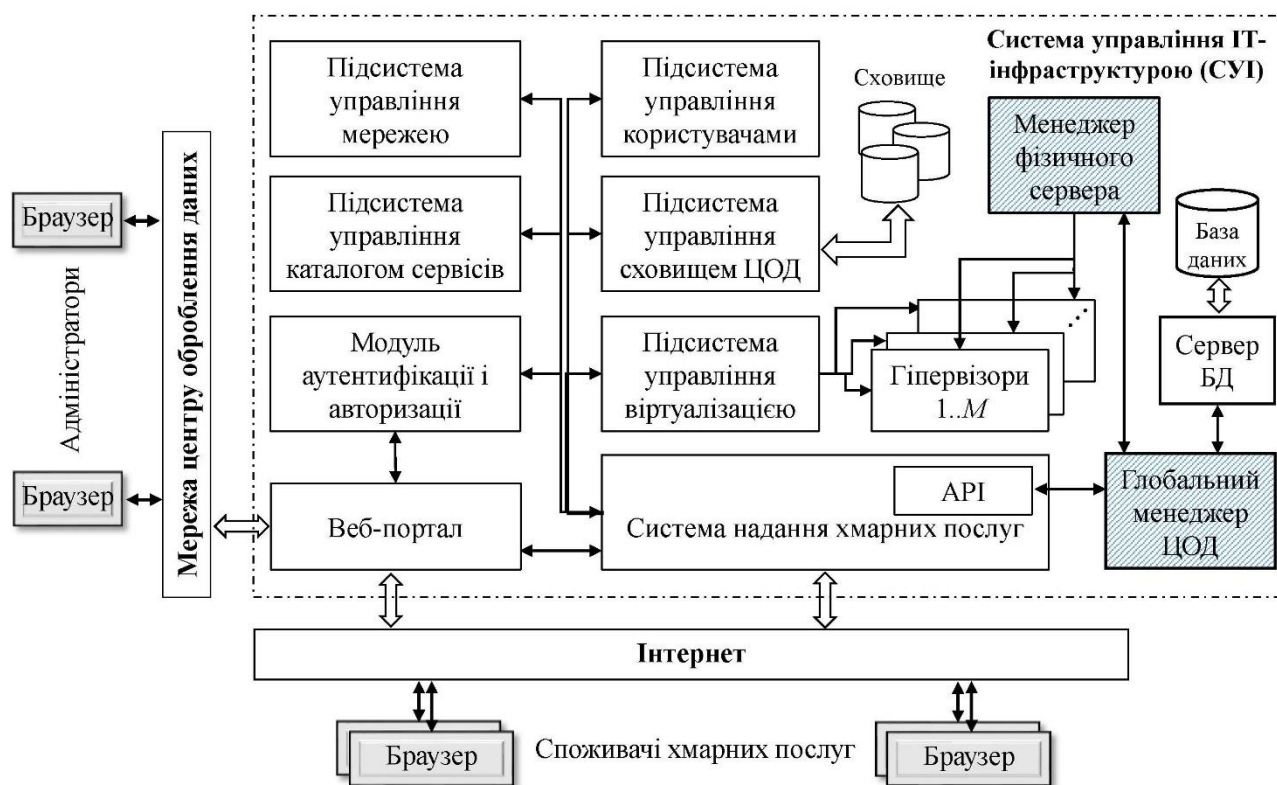 Система управління ІТ-
інфраструктурою (СУІ)
Підсистема
управління
мережею
Підсистема
управління
користувачами
Сховище
Менеджер
фізичного
сервера
Браузер
Підсистема
управління
каталогом сервісів
Підсистема
управління
сховищем ЦОД
База
даних
Адміністратори
Мережа центру оброблення даних
Модуль
аутентифікації і
авторизації
Підсистема
управління
віртуалізацією
Гіпервізори
1..M
Сервер
БД
Браузер
Веб-портал
API
Система надання хмарних послуг
Глобальний
менеджер
ЦОД
Інтернет
Браузер
Споживачі хмарних послуг
Браузер